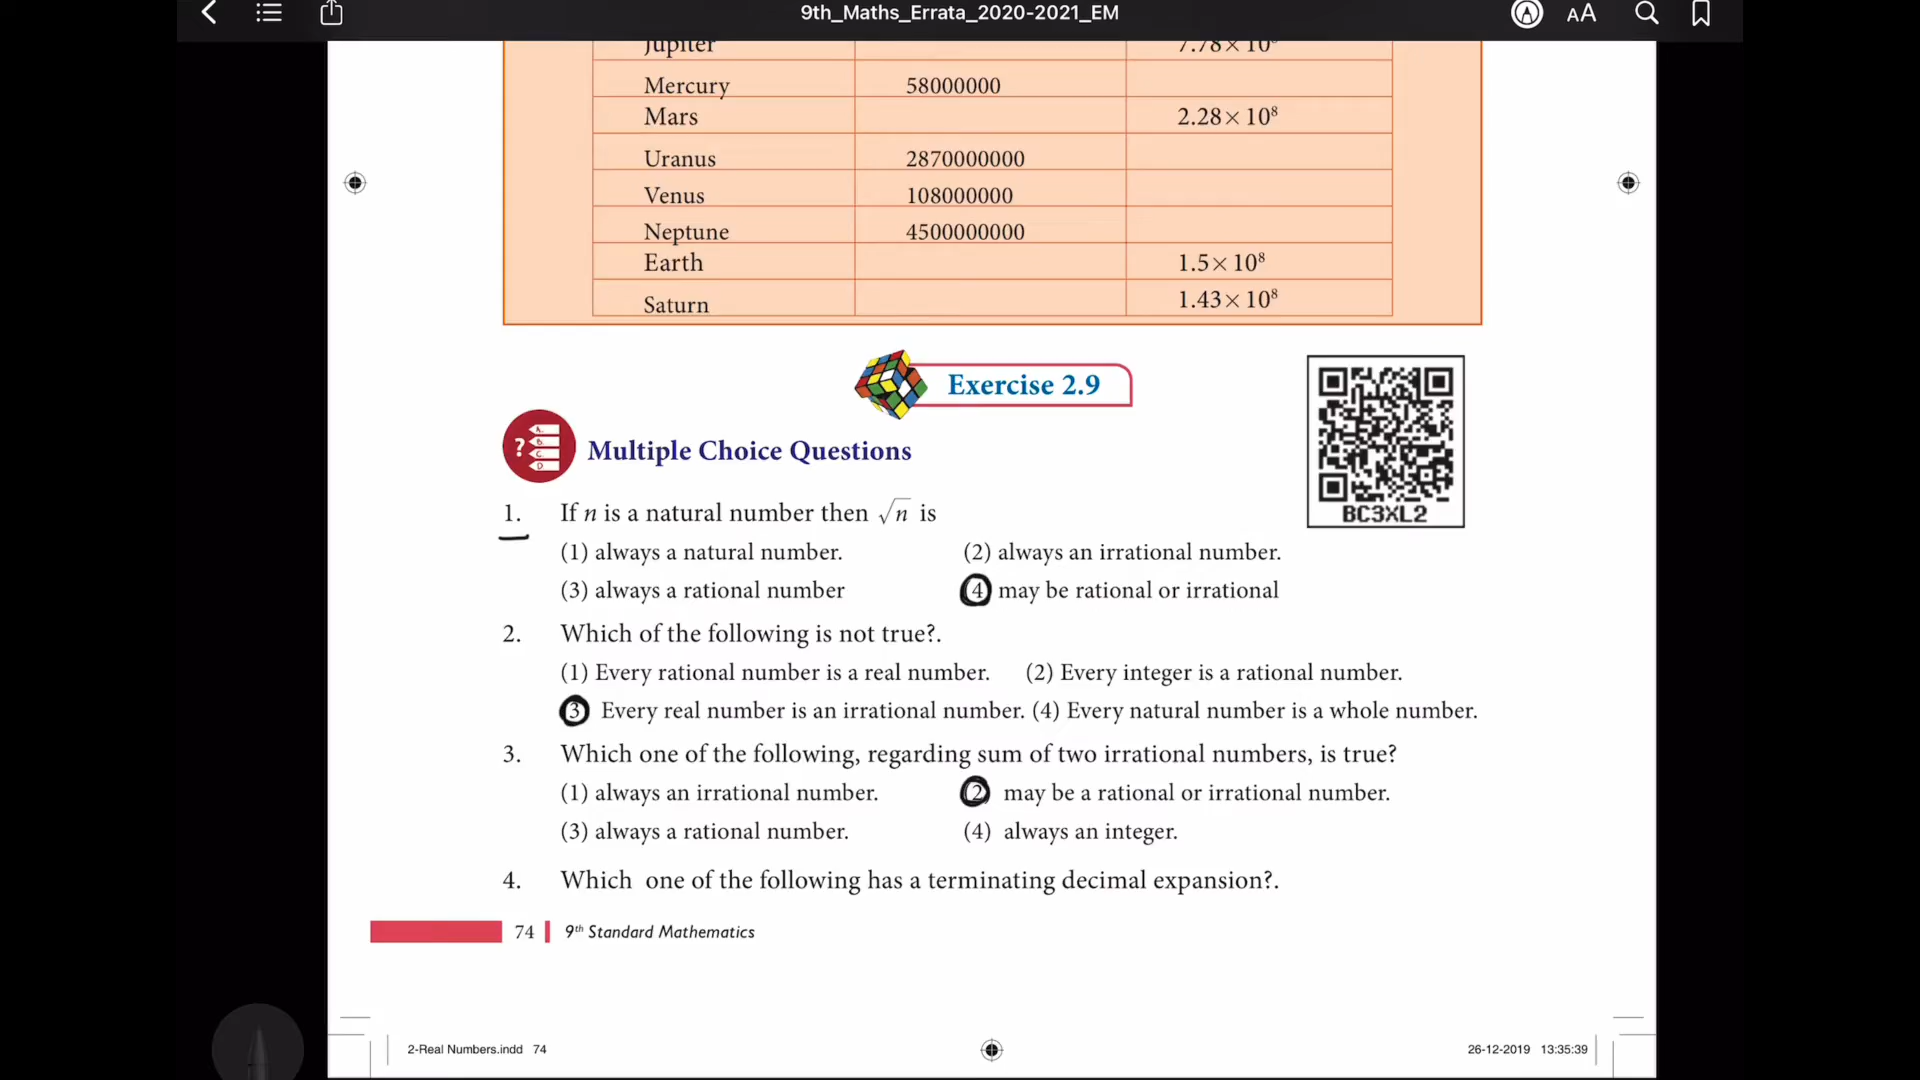 9th_Maths_Errata_2020-2021_EM
AA
Jupiter 7.78 × 10⁸
Mercury 58000000
Mars 2.28 × 10⁸
Uranus 2870000000
Venus 108000000
Neptune 4500000000
Earth 1.5 × 10⁸
Saturn 1.43 × 10⁸
Exercise 2.9
? A. B. C. D
Multiple Choice Questions
BC3XL2
1. If n is a natural number then √n is
(1) always a natural number. (2) always an irrational number.
(3) always a rational number (4) may be rational or irrational
2. Which of the following is not true?.
(1) Every rational number is a real number. (2) Every integer is a rational number.
(3) Every real number is an irrational number. (4) Every natural number is a whole number.
3. Which one of the following, regarding sum of two irrational numbers, is true?
(1) always an irrational number. (2) may be a rational or irrational number.
(3) always a rational number. (4) always an integer.
4. Which one of the following has a terminating decimal expansion?.
74 9th Standard Mathematics
2-Real Numbers.indd 74 26-12-2019 13:35:39